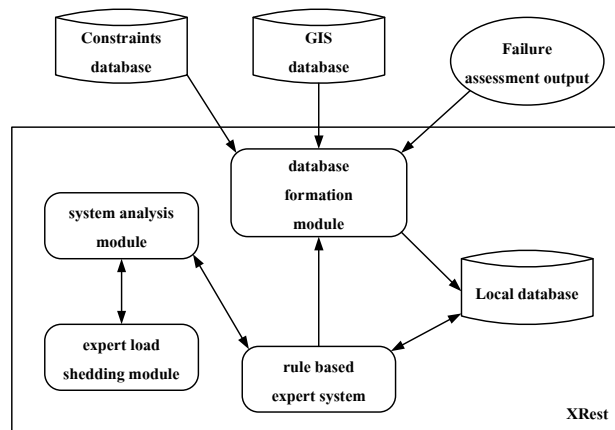 Constraints
database
GIS
database
Failure
assessment output
database
formation
module
system analysis
module
Local database
expert load
shedding module
rule based
expert system
XRest